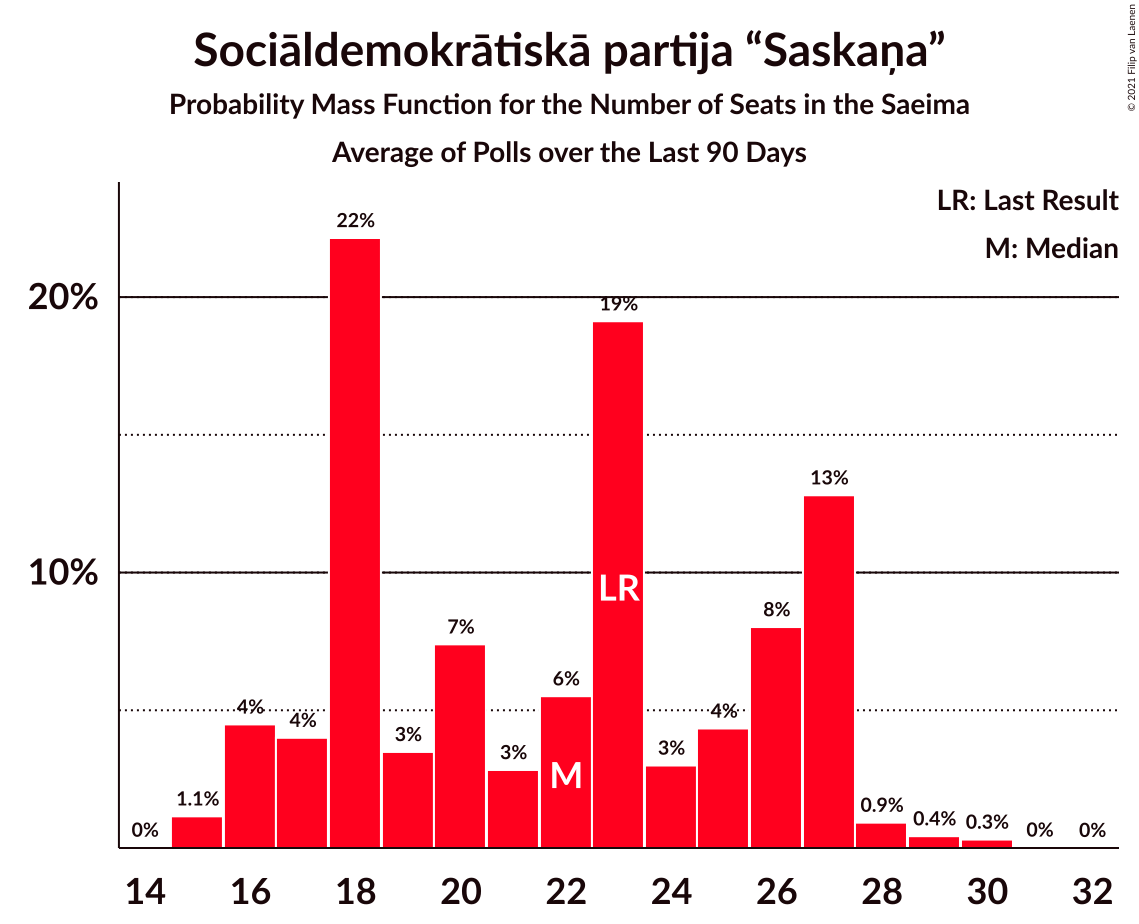 Sociāldemokrātiskā partija “Saskaņa”
Probability Mass Function for the Number of Seats in the Saeima
Average of Polls over the Last 90 Days
© 2021 Filip van Laenen
LR: Last Result
M: Median
20%
10%
0%
1.1%
4%
4%
22%
3%
7%
3%
6%
19%
3%
4%
8%
13%
0.9%
0.4%
0.3%
0%
0%
LR
M
14 16 18 20 22 24 26 28 30 32